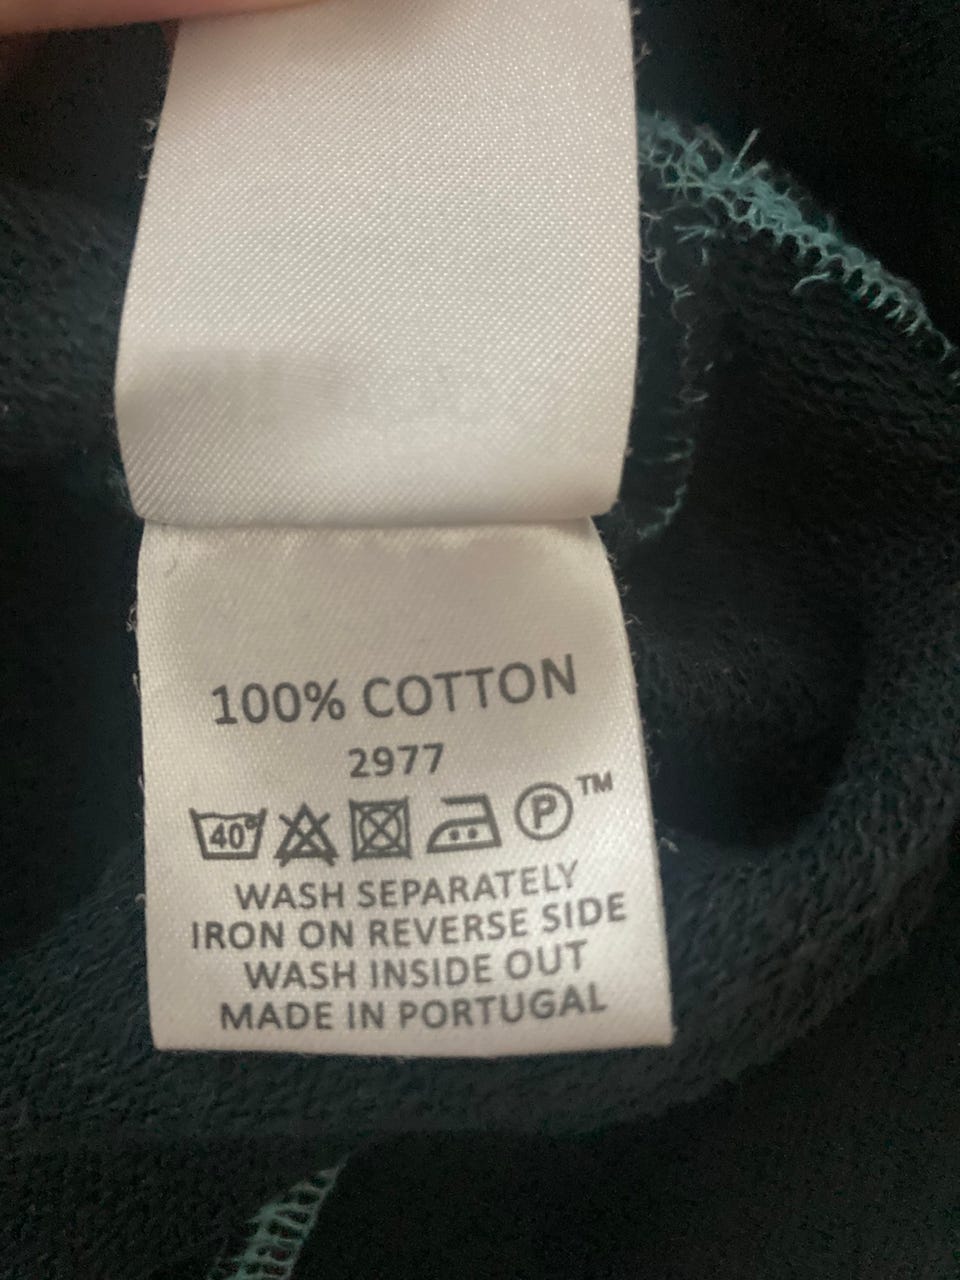 100% COTTON
2977
40° P ™
WASH SEPARATELY
IRON ON REVERSE SIDE
WASH INSIDE OUT
MADE IN PORTUGAL